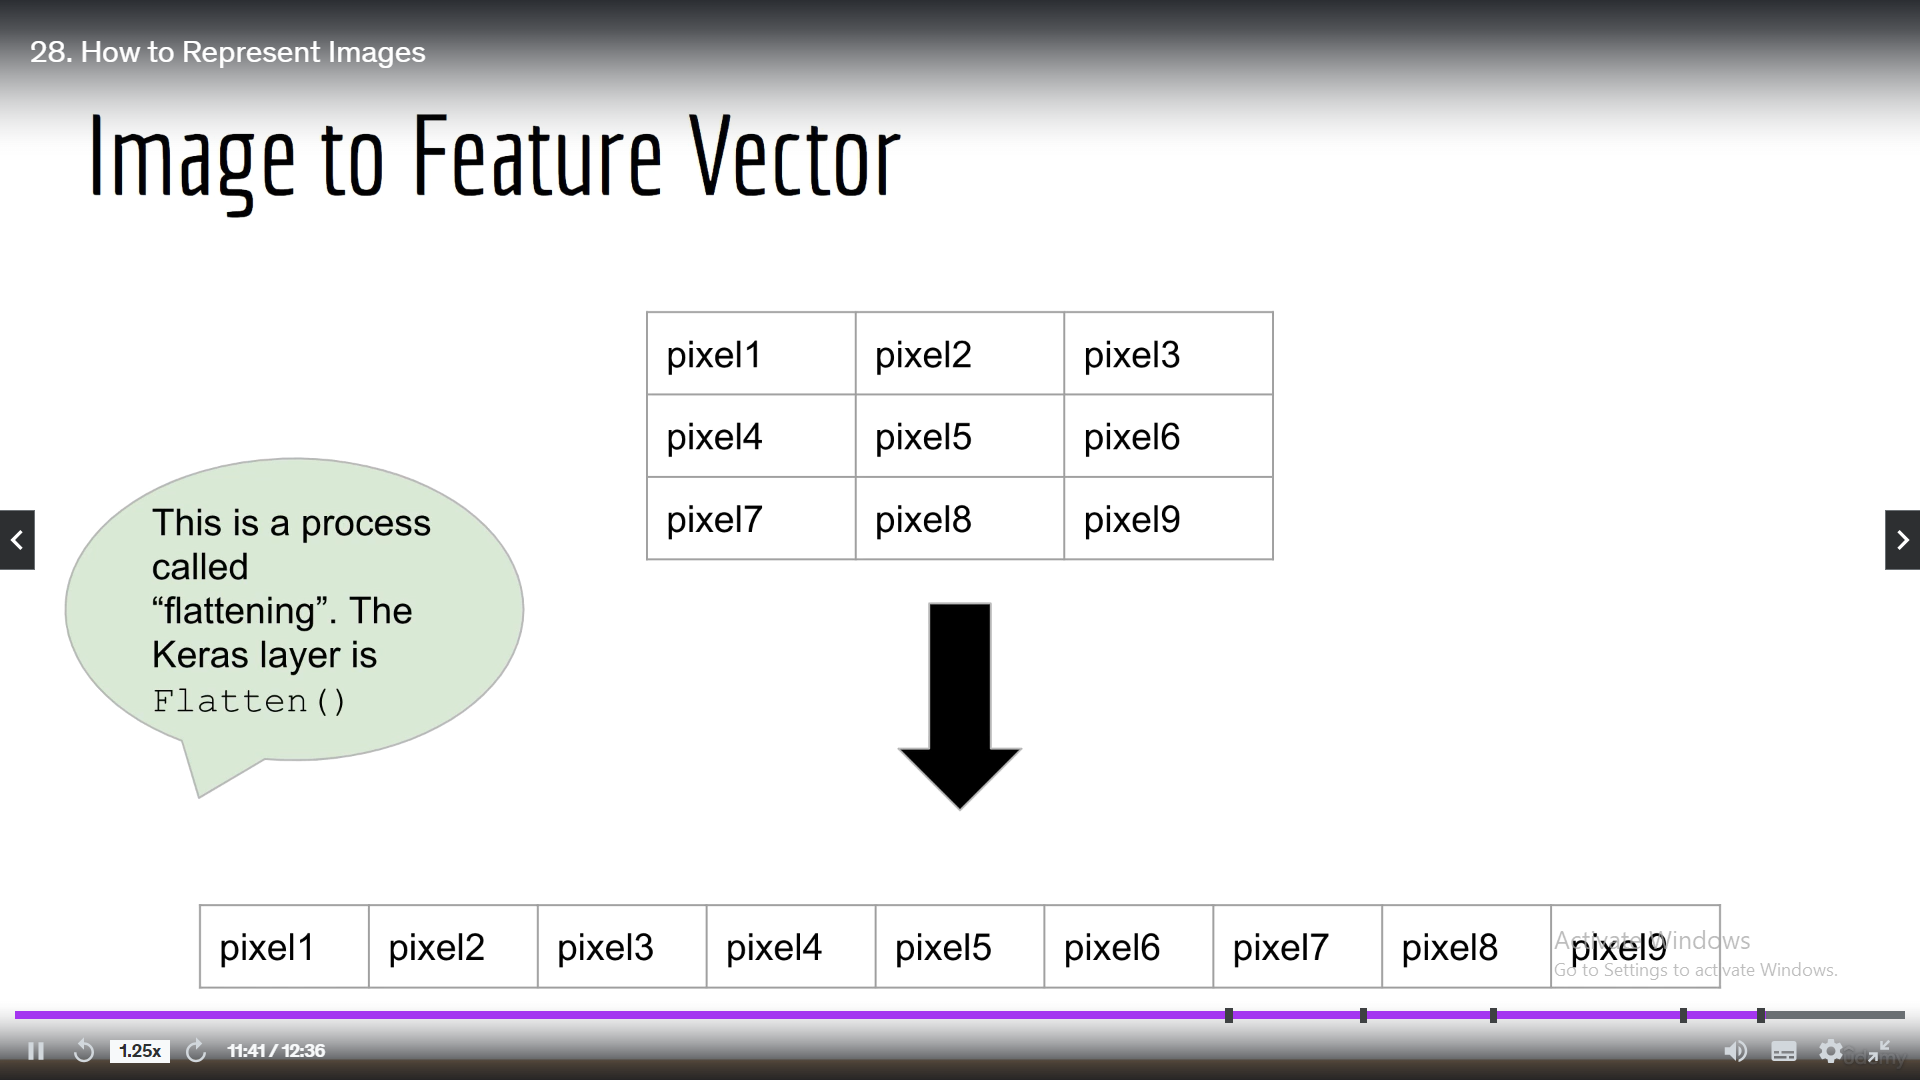 28. How to Represent Images
Image to Feature Vector
pixel1 pixel2 pixel3
pixel4 pixel5 pixel6
pixel7 pixel8 pixel9
This is a process
called
“flattening”. The
Keras layer is
Flatten()
pixel1 pixel2 pixel3 pixel4 pixel5 pixel6 pixel7 pixel8 pixel9
Activate Windows
Go to Settings to activate Windows.
1.25x 11:41 / 12:36
udemy